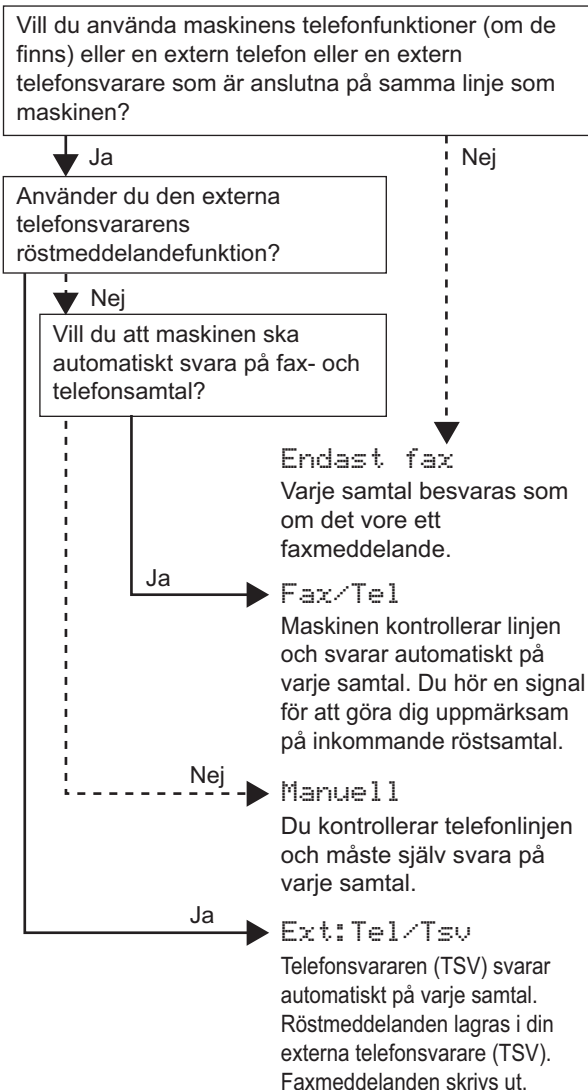 Vill du använda maskinens telefonfunktioner (om de
finns) eller en extern telefon eller en extern
telefonsvarare som är anslutna på samma linje som
maskinen?
Ja
Nej
Använder du den externa
telefonsvararens
röstmeddelandefunktion?
Nej
Vill du att maskinen ska
automatiskt svara på fax- och
telefonsamtal?
Endast fax
Varje samtal besvaras som
om det vore ett
faxmeddelande.
Ja
Fax/Tel
Maskinen kontrollerar linjen
och svarar automatiskt på
varje samtal. Du hör en signal
för att göra dig uppmärksam
på inkommande röstsamtal.
Nej
Manuell
Du kontrollerar telefonlinjen
och måste själv svara på
varje samtal.
Ja
Ext:Tel/Tsv
Telefonsvararen (TSV) svarar
automatiskt på varje samtal.
Röstmeddelanden lagras i din
externa telefonsvarare (TSV).
Faxmeddelanden skrivs ut.